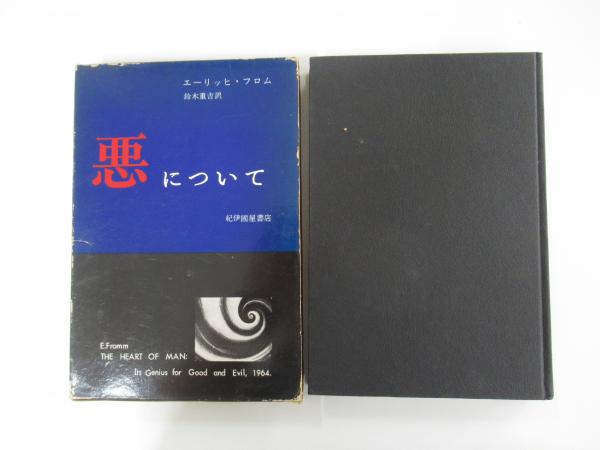 エーリッヒ・フロム
鈴木重吉訳
悪について
紀伊國屋書店
E.Fromm
THE HEART OF MAN:
Its Genius for Good and Evil, 1964.